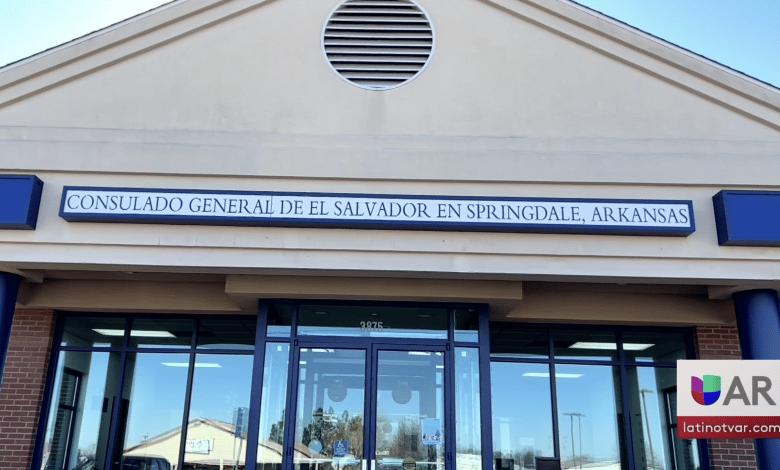 CONSULADO GENERAL DE EL SALVADOR EN SPRINGDALE, ARKANSAS
3875
AR
latinotvar.com